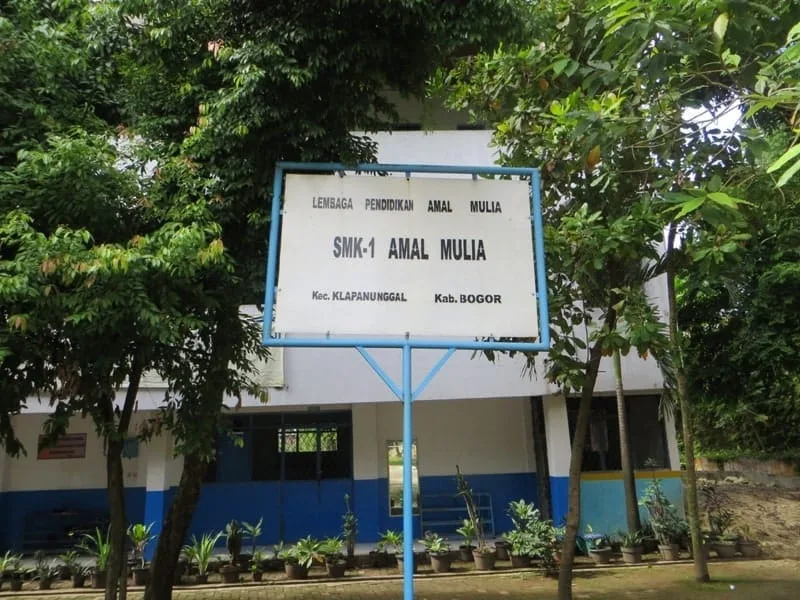 LEMBAGA PENDIDIKAN AMAL MULIA
SMK-1 AMAL MULIA
Kec. KLAPANUNGGAL Kab. BOGOR